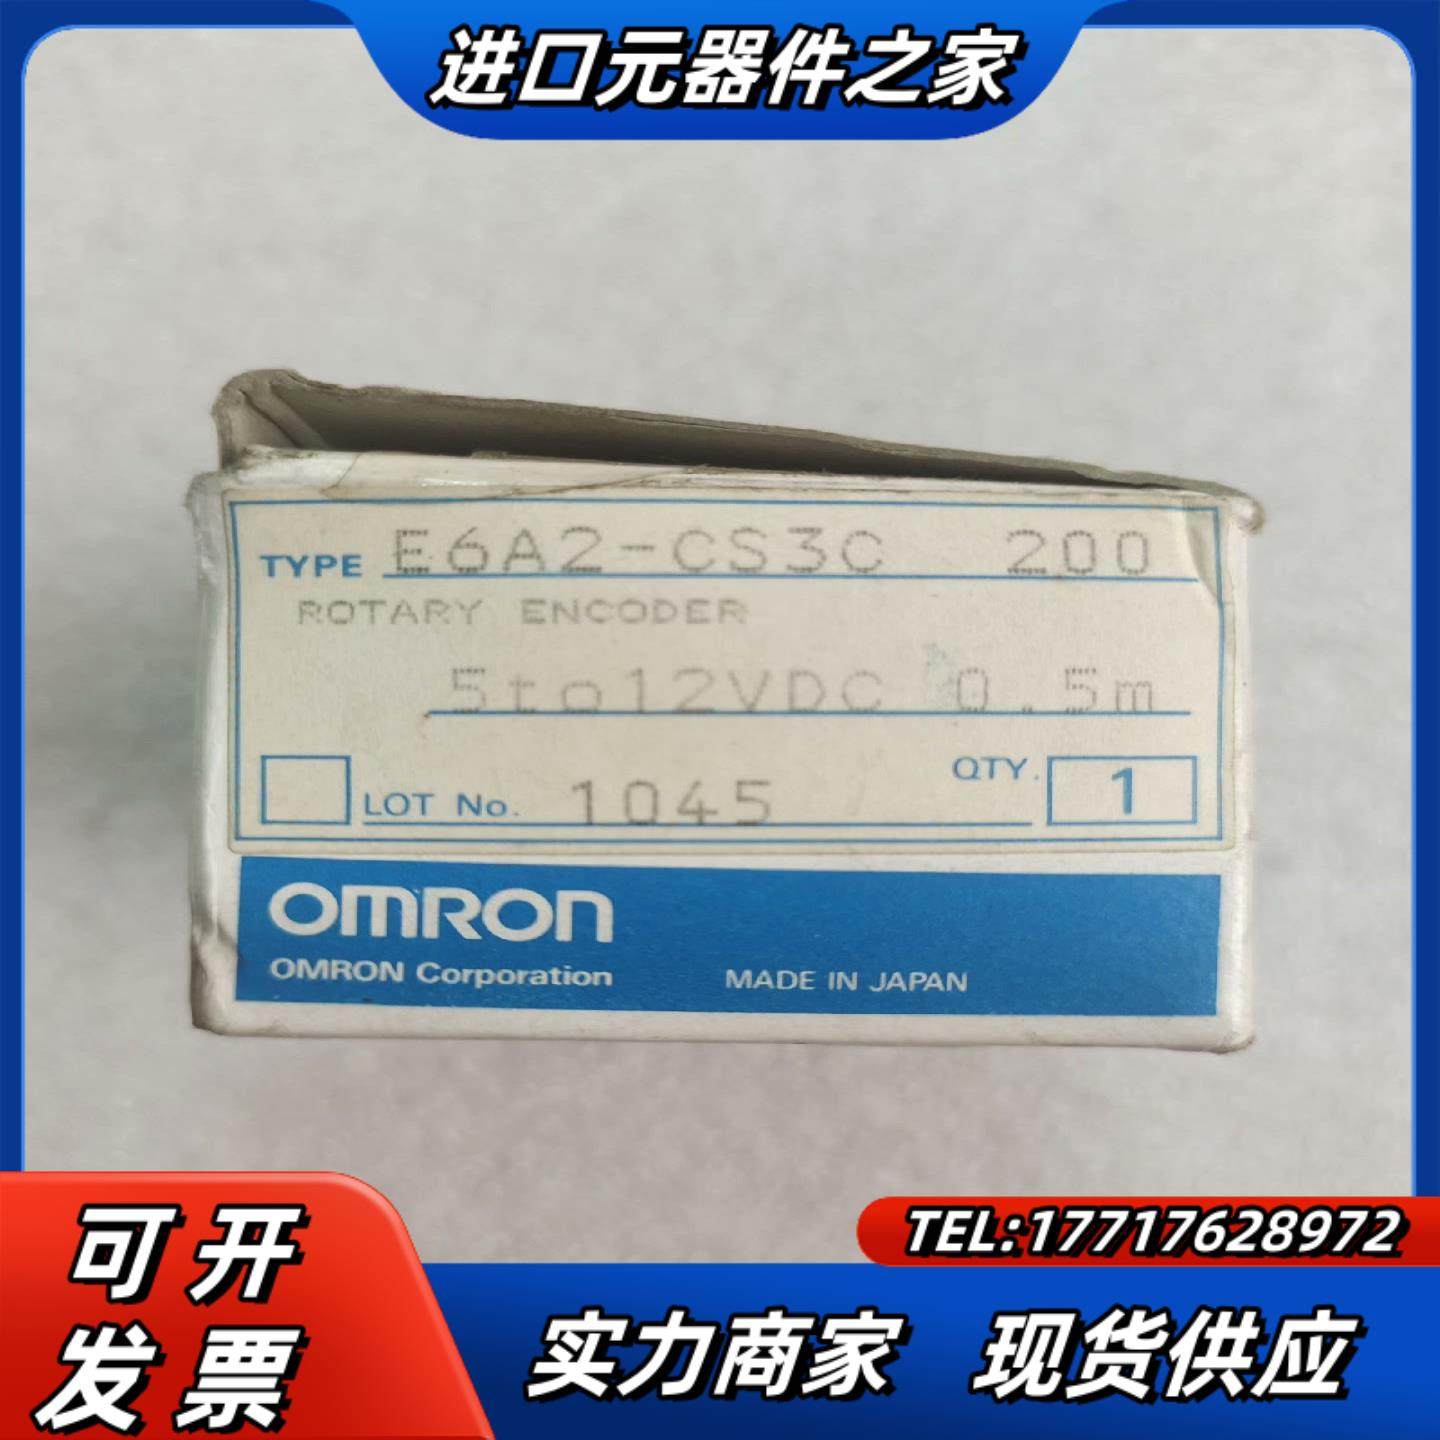 进口元器件之家
TYPE E6A2-CS3C 200
ROTARY ENCODER
5to12VDC 0.5m
LOT No. 1045 QTY. 1
OMRON
OMRON Corporation MADE IN JAPAN
TEL:17717628972
可开
发票
实力商家 现货供应